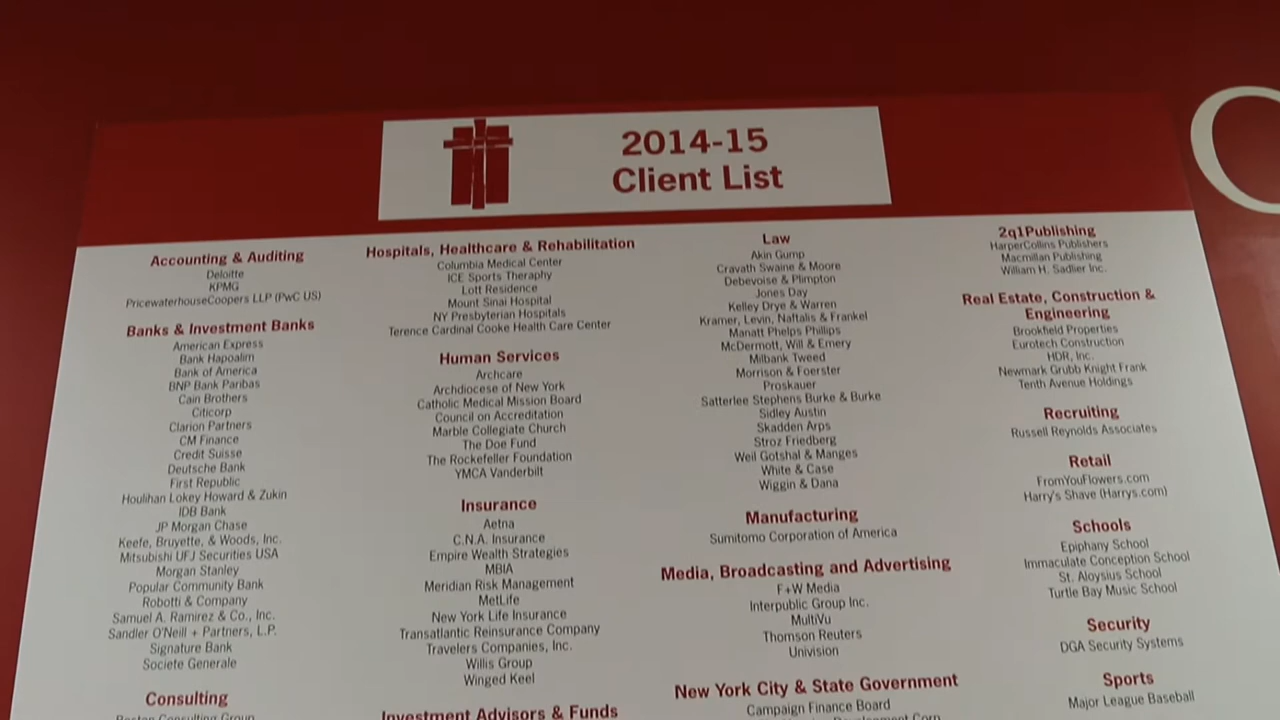 2014-15
Client List
Accounting & Auditing
Deloitte
KPMG
PricewaterhouseCoopers LLP (PwC US)
Banks & Investment Banks
American Express
Bank Hapoalim
Bank of America
BNP Bank Paribas
Cain Brothers
Citicorp
Clarion Partners
CM Finance
Credit Suisse
Deutsche Bank
First Republic
Houlihan Lokey Howard & Zukin
IDB Bank
JP Morgan Chase
Keefe, Bruyette, & Woods, Inc.
Mitsubishi UFJ Securities USA
Morgan Stanley
Popular Community Bank
Robotti & Company
Samuel A. Ramirez & Co., Inc.
Sandler O'Neill + Partners, L.P.
Signature Bank
Societe Generale
Consulting
Boston Consulting Group
Hospitals, Healthcare & Rehabilitation
Columbia Medical Center
ICE Sports Theraphy
Lott Residence
Mount Sinai Hospital
NY Presbyterian Hospitals
Terence Cardinal Cooke Health Care Center
Human Services
Archcare
Archdiocese of New York
Catholic Medical Mission Board
Council on Accreditation
Marble Collegiate Church
The Doe Fund
The Rockefeller Foundation
YMCA Vanderbilt
Insurance
Aetna
C.N.A. Insurance
Empire Wealth Strategies
MBIA
Meridian Risk Management
MetLife
New York Life Insurance
Transatlantic Reinsurance Company
Travelers Companies, Inc.
Willis Group
Winged Keel
Investment Advisors & Funds
Law
Akin Gump
Cravath Swaine & Moore
Debevoise & Plimpton
Jones Day
Kelley Drye & Warren
Kramer, Levin, Naftalis & Frankel
Manatt Phelps Phillips
McDermott, Will & Emery
Milbank Tweed
Morrison & Foerster
Proskauer
Satterlee Stephens Burke & Burke
Sidley Austin
Skadden Arps
Stroz Friedberg
Weil Gotshal & Manges
White & Case
Wiggin & Dana
Manufacturing
Sumitomo Corporation of America
Media, Broadcasting and Advertising
F+W Media
Interpublic Group Inc.
MultiVu
Thomson Reuters
Univision
New York City & State Government
Campaign Finance Board
2q1Publishing
HarperCollins Publishers
Macmillan Publishing
William H. Sadlier Inc.
Real Estate, Construction &
Engineering
Brookfield Properties
Eurotech Construction
HDR, Inc.
Newmark Grubb Knight Frank
Tenth Avenue Holdings
Recruiting
Russell Reynolds Associates
Retail
FromYouFlowers.com
Harry's Shave (Harrys.com)
Schools
Epiphany School
Immaculate Conception School
St. Aloysius School
Turtle Bay Music School
Security
DGA Security Systems
Sports
Major League Baseball